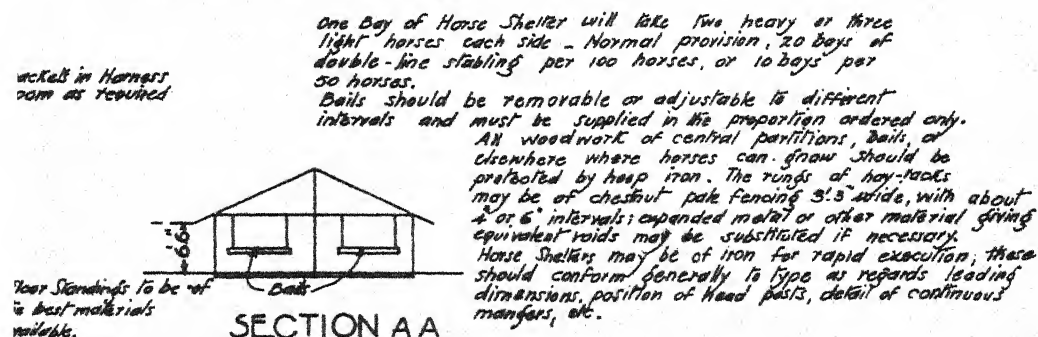 One Bay of Horse Shelter will take two heavy or three
light horses each side - Normal provision, 20 bays of
double-line stabling per 100 horses, or 10 bays per
50 horses.
Bails should be removable or adjustable to different
intervals and must be supplied in the proportion ordered only.
All woodwork of central partitions, bails, or
elsewhere where horses can gnaw should be
protected by hoop iron. The rungs of hay-racks
may be of chestnut pale fencing 3'.3" wide, with about
4" or 6" intervals; expanded metal or other material giving
equivalent voids may be substituted if necessary.
Horse Shelters may be of iron for rapid execution; these
should conform generally to type as regards leading
dimensions, position of Head posts, detail of continuous
mangers, etc.
ackets in Harness
oom as required
6'6"
Bails
loor Standings to be of
e best materials
vailable.
SECTION AA